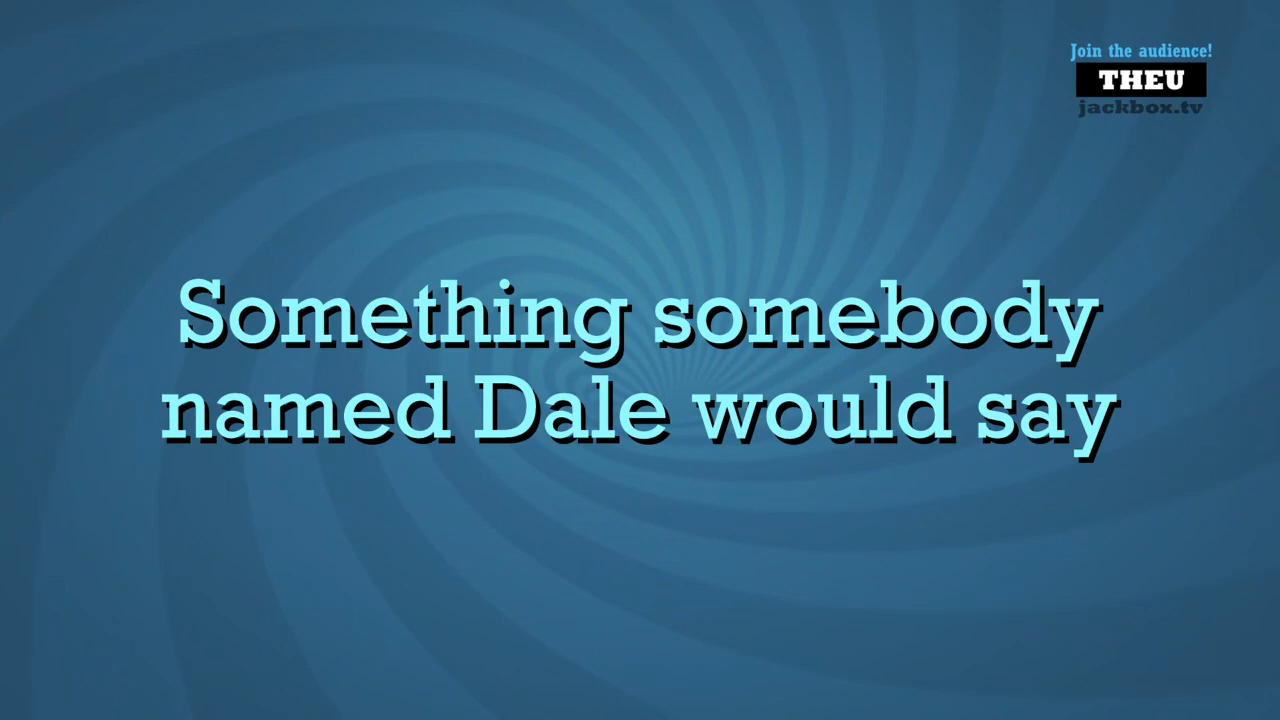 Join the audience!
THEU
jackbox.tv
Something somebody
named Dale would say